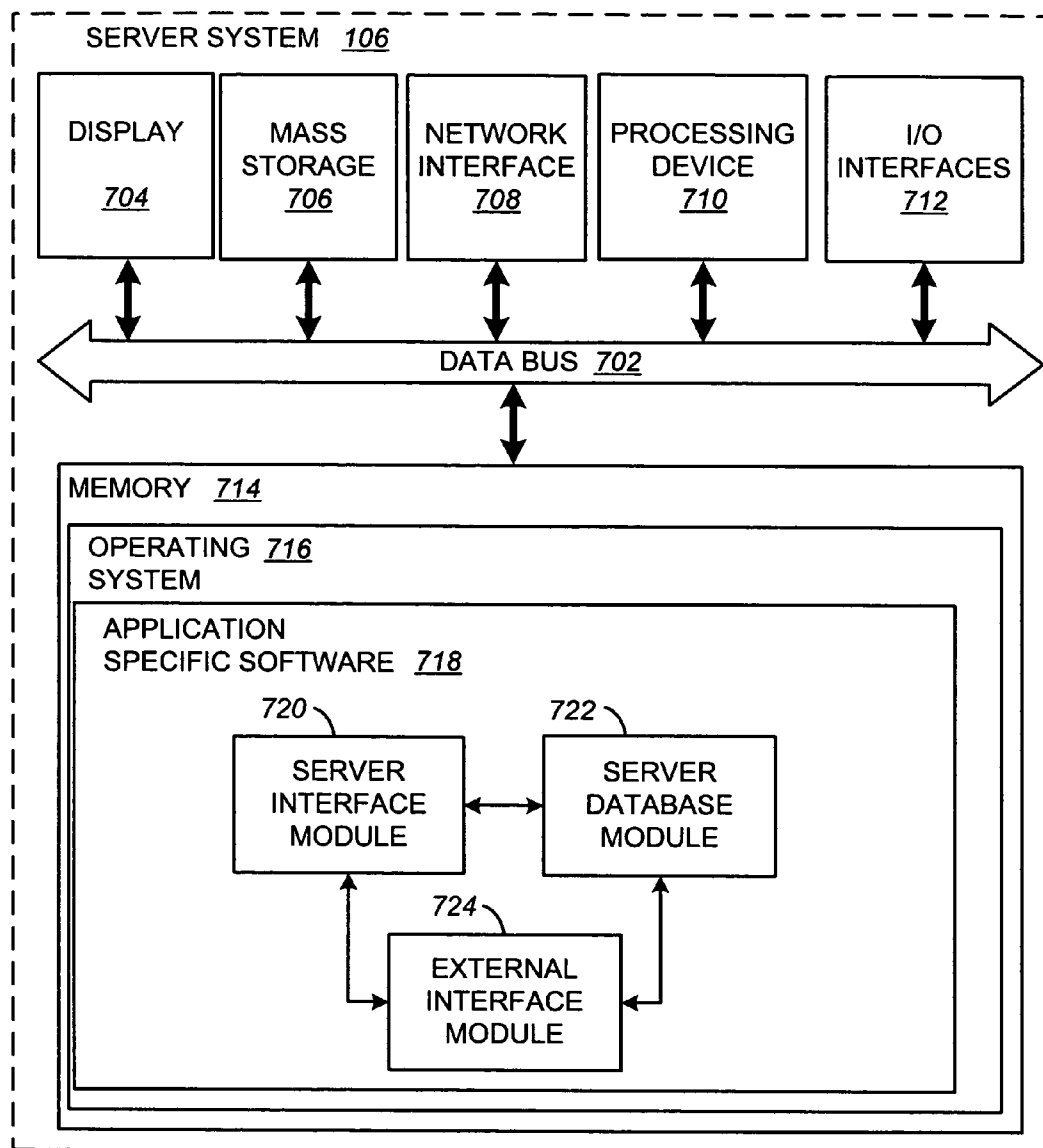 SERVER SYSTEM 106
DISPLAY
704
MASS
STORAGE
706
NETWORK
INTERFACE
708
PROCESSING
DEVICE
710
I/O
INTERFACES
712
DATA BUS 702
MEMORY 714
OPERATING 716
SYSTEM
APPLICATION
SPECIFIC SOFTWARE 718
720
SERVER
INTERFACE
MODULE
722
SERVER
DATABASE
MODULE
724
EXTERNAL
INTERFACE
MODULE